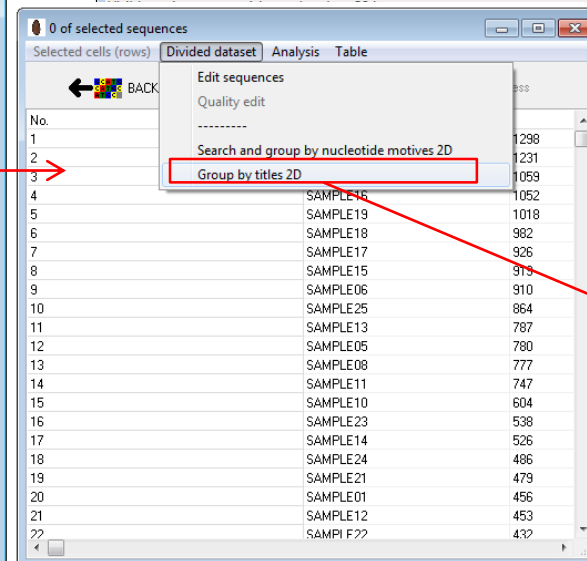 0 of selected sequences
Selected cells (rows) Divided dataset Analysis Table
BACK
Edit sequences
Quality edit
---------
Search and group by nucleotide motives 2D
Group by titles 2D
No.
1 1298
2 1231
3 1059
4 SAMPLE16 1052
5 SAMPLE19 1018
6 SAMPLE18 982
7 SAMPLE17 926
8 SAMPLE15 919
9 SAMPLE06 910
10 SAMPLE25 864
11 SAMPLE13 787
12 SAMPLE05 780
13 SAMPLE08 777
14 SAMPLE11 747
15 SAMPLE10 604
16 SAMPLE23 538
17 SAMPLE14 526
18 SAMPLE24 486
19 SAMPLE21 479
20 SAMPLE01 456
21 SAMPLE12 453
22 SAMPLE22 432